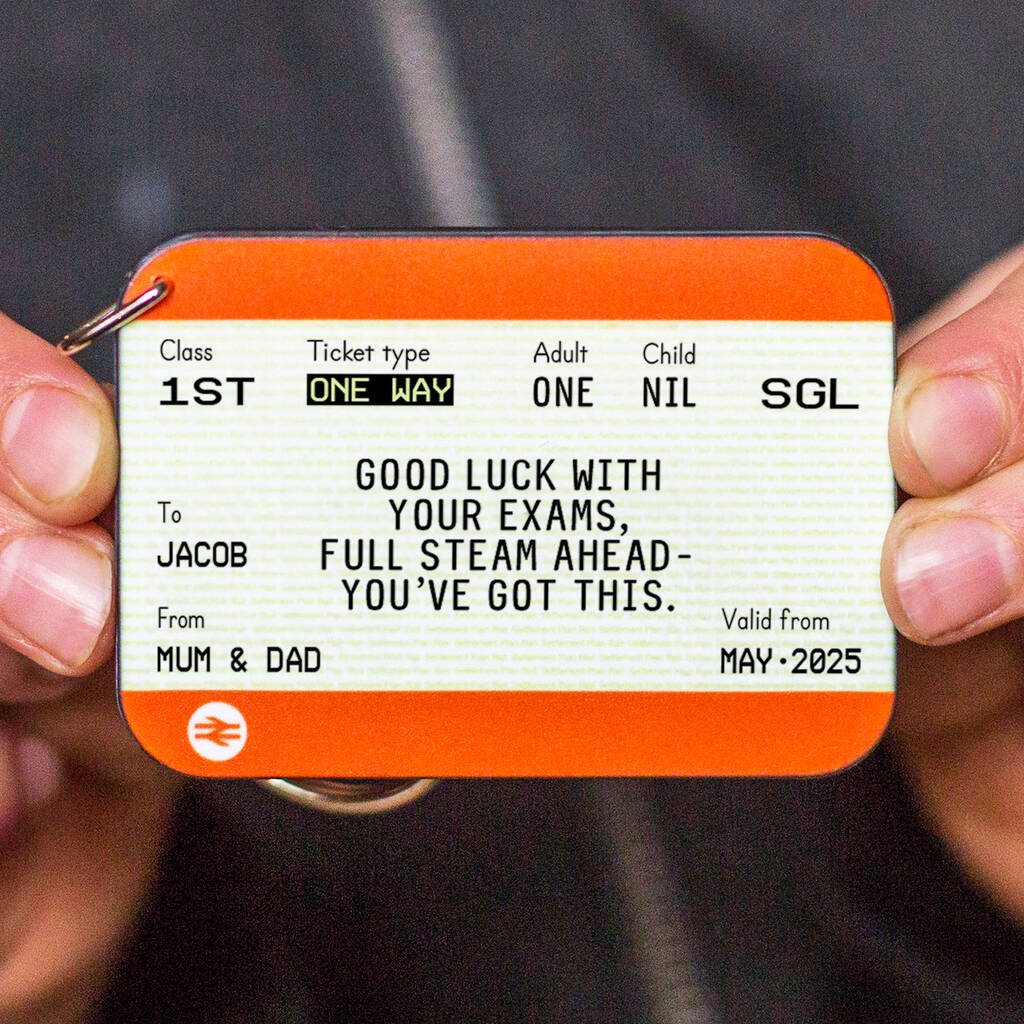 Class Ticket type Adult Child
1ST ONE WAY ONE NIL SGL
GOOD LUCK WITH
YOUR EXAMS,
FULL STEAM AHEAD-
YOU'VE GOT THIS.
To
JACOB
From
MUM & DAD
Valid from
MAY·2025